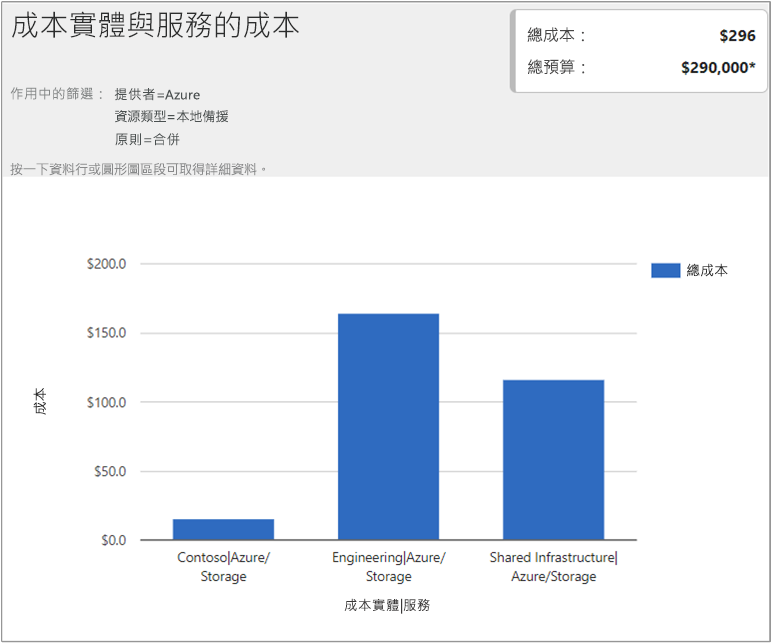 成本實體與服務的成本
總成本： $296
總預算： $290,000*
作用中的篩選： 提供者=Azure
資源類型=本地備援
原則=合併
按一下資料行或圓形圖區段可取得詳細資料。
$200.0
總成本
$150.0
$100.0
成本
$50.0
$0.0
Contoso|Azure/
Storage
Engineering|Azure/
Storage
Shared Infrastructure|
Azure/Storage
成本實體|服務